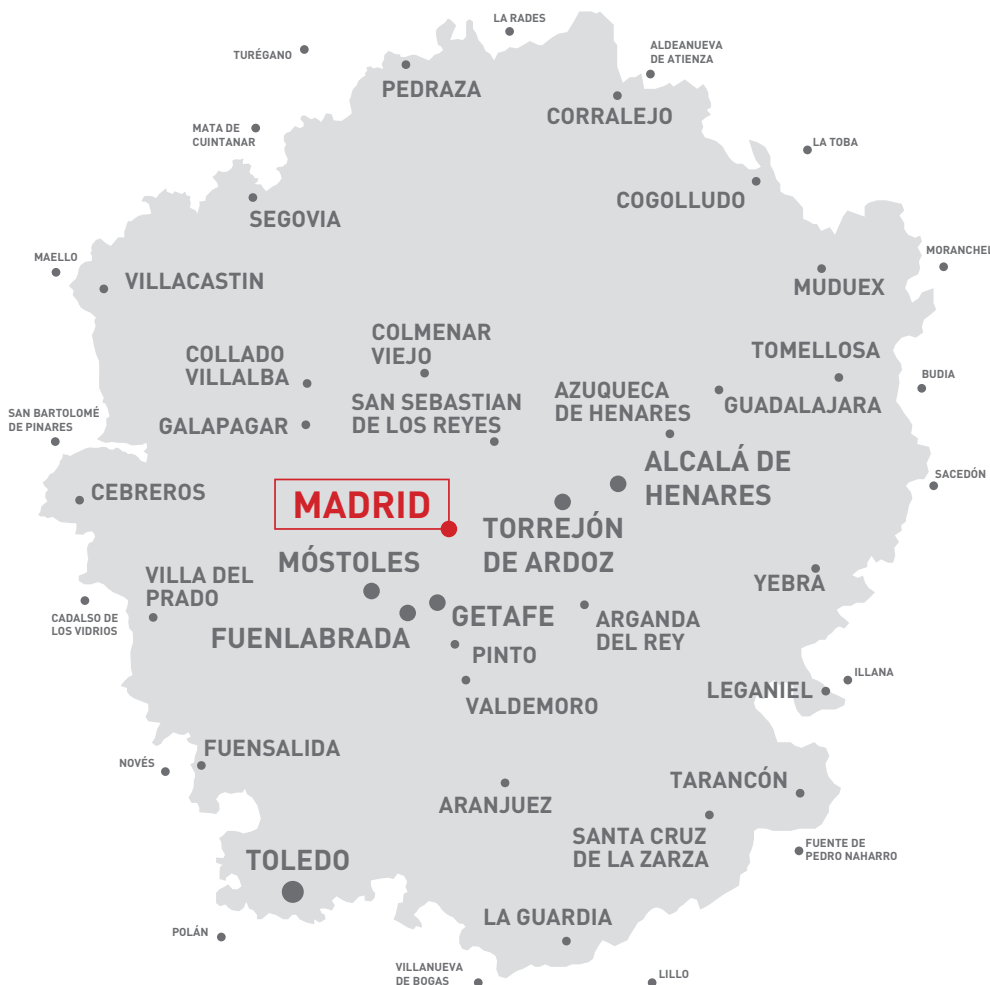 LA RADES
TURÉGANO
ALDEANUEVA
DE ATIENZA
PEDRAZA
CORRALEJO
MATA DE
CUINTANAR
LA TOBA
COGOLLUDO
SEGOVIA
MAELLO
MORANCHEL
VILLACASTIN
MUDUEX
COLMENAR
VIEJO
COLLADO
VILLALBA
TOMELLOSA
BUDIA
SAN SEBASTIAN
DE LOS REYES
AZUQUECA
DE HENARES
GUADALAJARA
SAN BARTOLOMÉ
DE PINARES
GALAPAGAR
ALCALÁ DE
HENARES
SACEDÓN
CEBREROS
MADRID
TORREJÓN
DE ARDOZ
MÓSTOLES
VILLA DEL
PRADO
YEBRA
CADALSO DE
LOS VIDRIOS
FUENLABRADA
GETAFE
ARGANDA
DEL REY
PINTO
ILLANA
LEGANIEL
VALDEMORO
FUENSALIDA
NOVÉS
TARANCÓN
ARANJUEZ
SANTA CRUZ
DE LA ZARZA
FUENTE DE
PEDRO NAHARRO
TOLEDO
LA GUARDIA
POLÁN
VILLANUEVA
DE BOGAS
LILLO